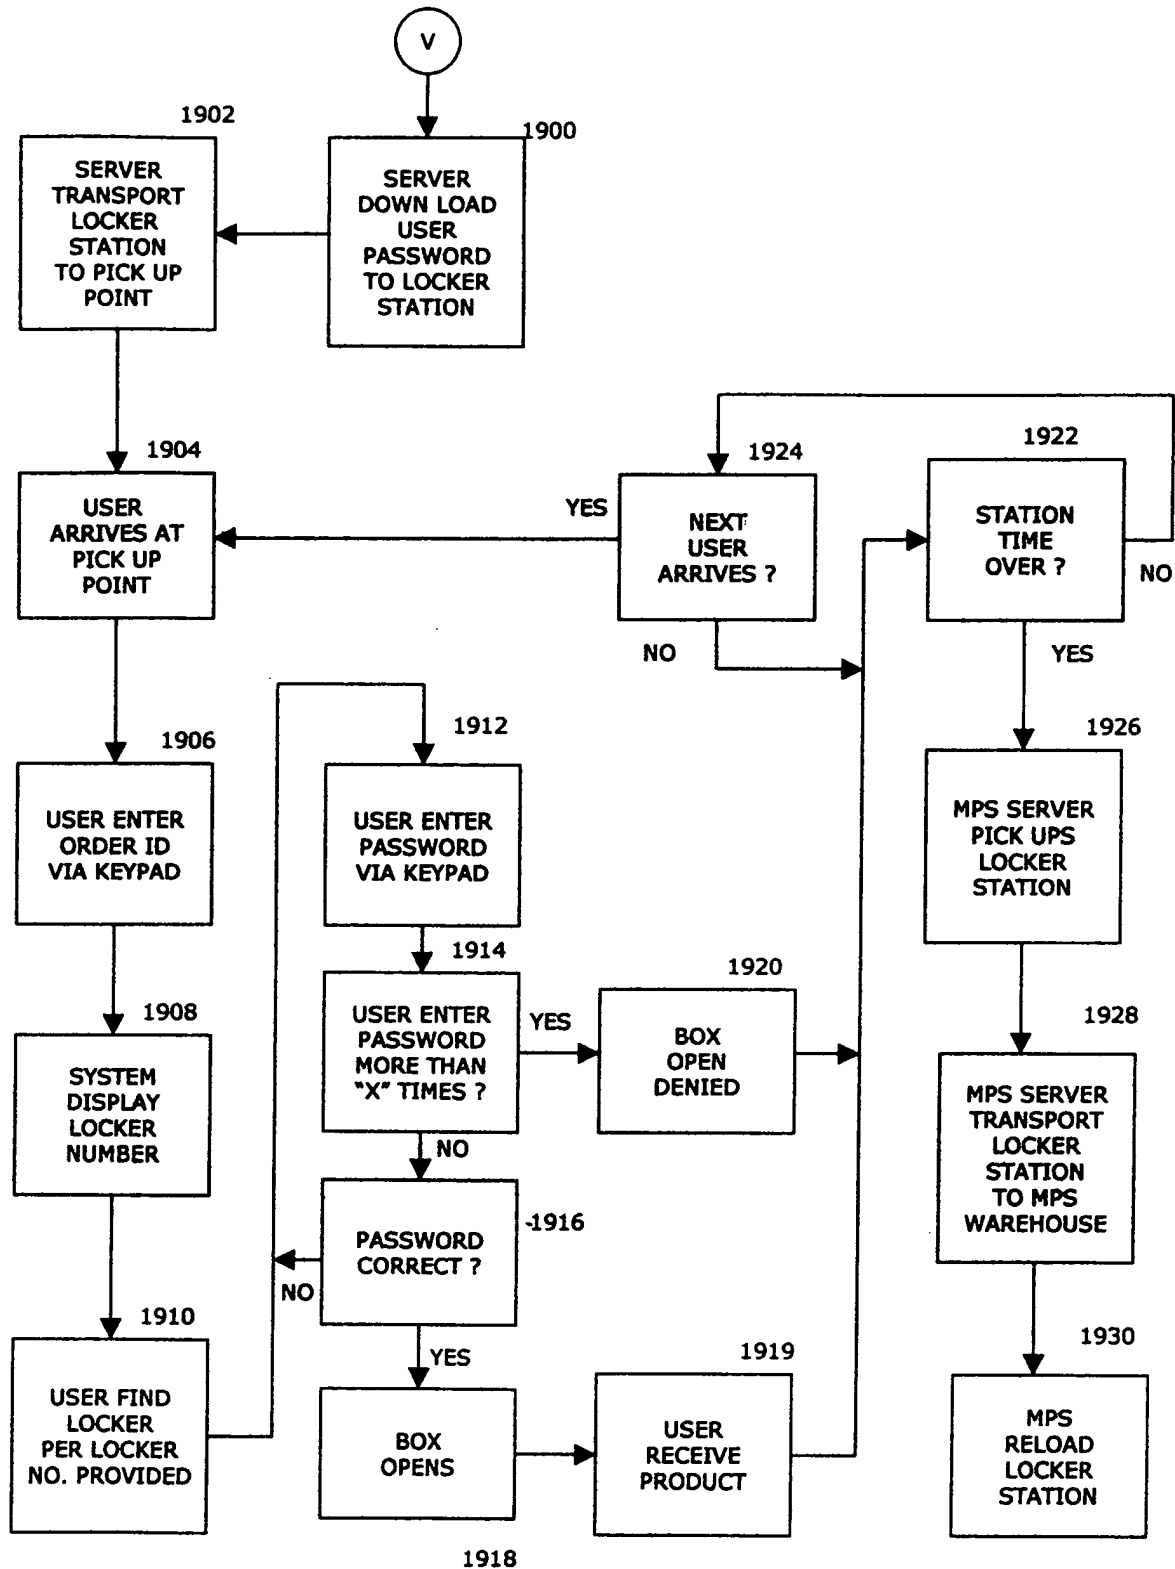 V
1902
SERVER
TRANSPORT
LOCKER
STATION
TO PICK UP
POINT
1900
SERVER
DOWN LOAD
USER
PASSWORD
TO LOCKER
STATION
1904
USER
ARRIVES AT
PICK UP
POINT
YES
1924
NEXT
USER
ARRIVES ?
NO
1922
STATION
TIME
OVER ?
NO
YES
1906
USER ENTER
ORDER ID
VIA KEYPAD
1912
USER ENTER
PASSWORD
VIA KEYPAD
1926
MPS SERVER
PICK UPS
LOCKER
STATION
1908
SYSTEM
DISPLAY
LOCKER
NUMBER
1914
USER ENTER
PASSWORD
MORE THAN
"X" TIMES ?
YES
NO
1920
BOX
OPEN
DENIED
1928
MPS SERVER
TRANSPORT
LOCKER
STATION
TO MPS
WAREHOUSE
1916
PASSWORD
CORRECT ?
NO
YES
1910
USER FIND
LOCKER
PER LOCKER
NO. PROVIDED
BOX
OPENS
1918
1919
USER
RECEIVE
PRODUCT
1930
MPS
RELOAD
LOCKER
STATION